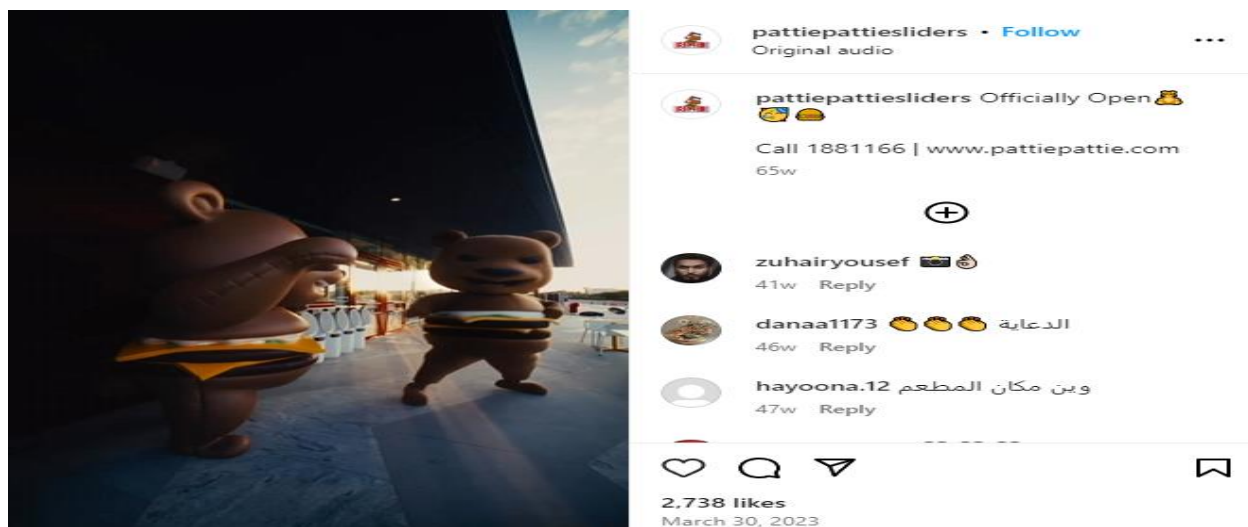 pattiepattiesliders • Follow
Original audio
pattiepattiesliders Officially Open🧸
🥳🍔
Call 1881166 | www.pattiepattie.com
65w
zuhairyousef 📷👌🏻
41w Reply
danaa1173 👏👏👏 الدعاية
46w Reply
hayoona.12 وين مكان المطعم
47w Reply
2,738 likes
March 30, 2023